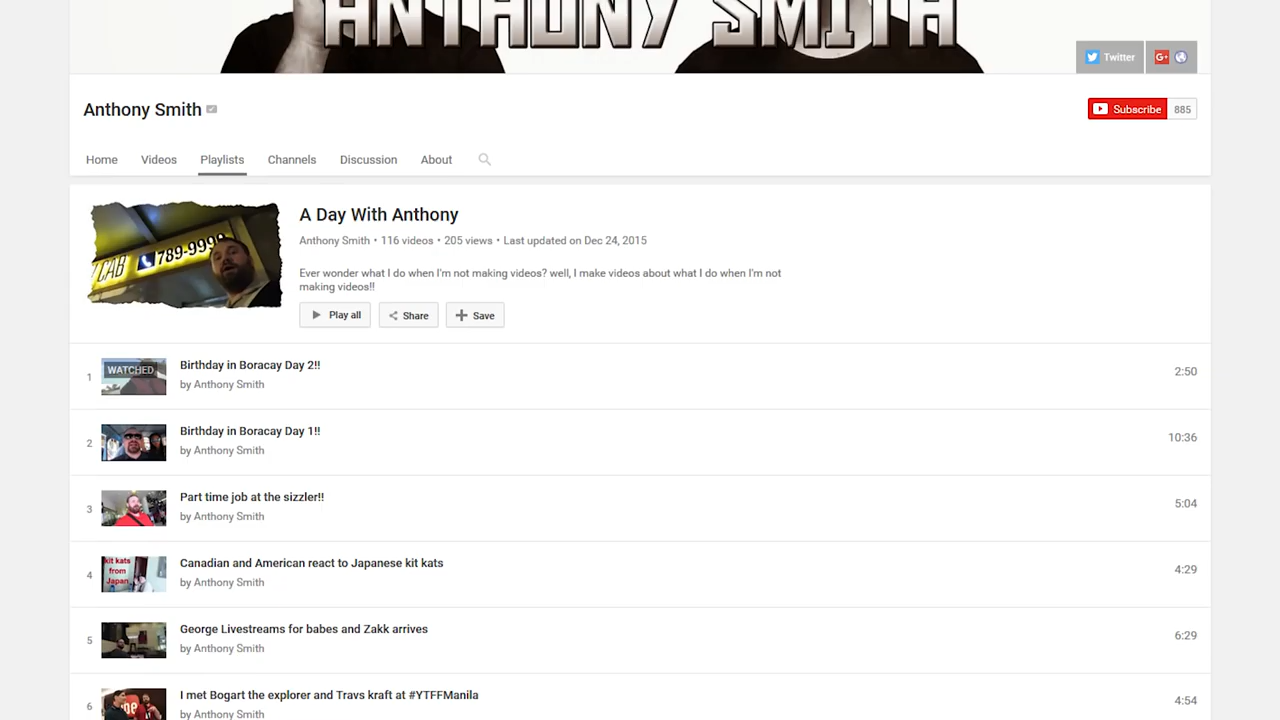 ANTHONY SMITH
Twitter
G+
Anthony Smith
Subscribe 885
Home Videos Playlists Channels Discussion About
CAB 789-9999
A Day With Anthony
Anthony Smith • 116 videos • 205 views • Last updated on Dec 24, 2015
Ever wonder what I do when I'm not making videos? well, I make videos about what I do when I'm not
making videos!!
Play all Share Save
1 WATCHED Birthday in Boracay Day 2!! 2:50
by Anthony Smith
2 Birthday in Boracay Day 1!! 10:36
by Anthony Smith
3 Part time job at the sizzler!! 5:04
by Anthony Smith
4 Canadian and American react to Japanese kit kats 4:29
by Anthony Smith
kit kats
from
Japan
5 George Livestreams for babes and Zakk arrives 6:29
by Anthony Smith
6 I met Bogart the explorer and Travs kraft at #YTFFManila 4:54
by Anthony Smith